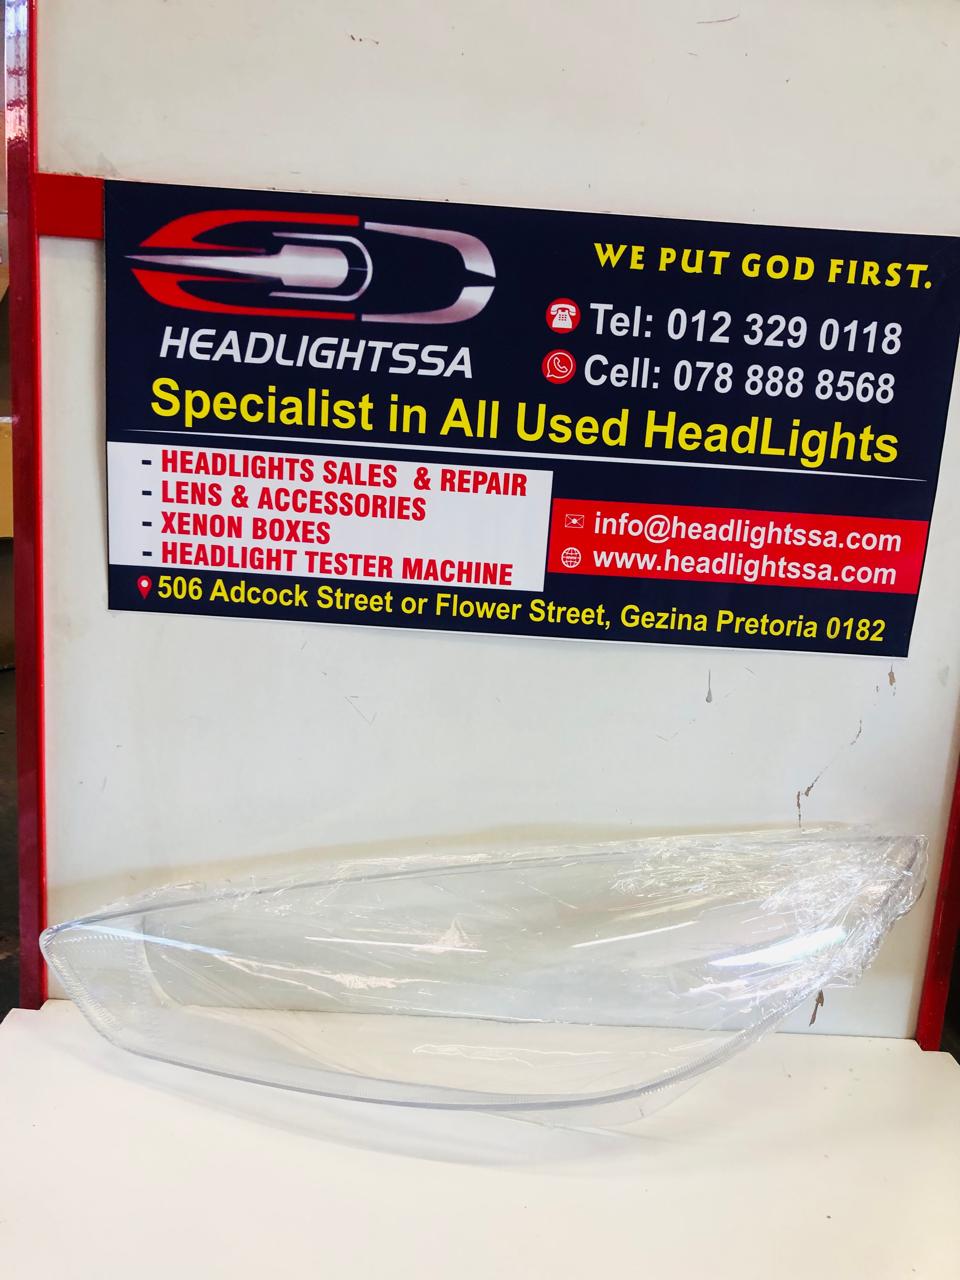 WE PUT GOD FIRST.
Tel: 012 329 0118
Cell: 078 888 8568
HEADLIGHTSSA
Specialist in All Used HeadLights
- HEADLIGHTS SALES & REPAIR
- LENS & ACCESSORIES
- XENON BOXES
- HEADLIGHT TESTER MACHINE
info@headlightssa.com
www.headlightssa.com
506 Adcock Street or Flower Street, Gezina Pretoria 0182